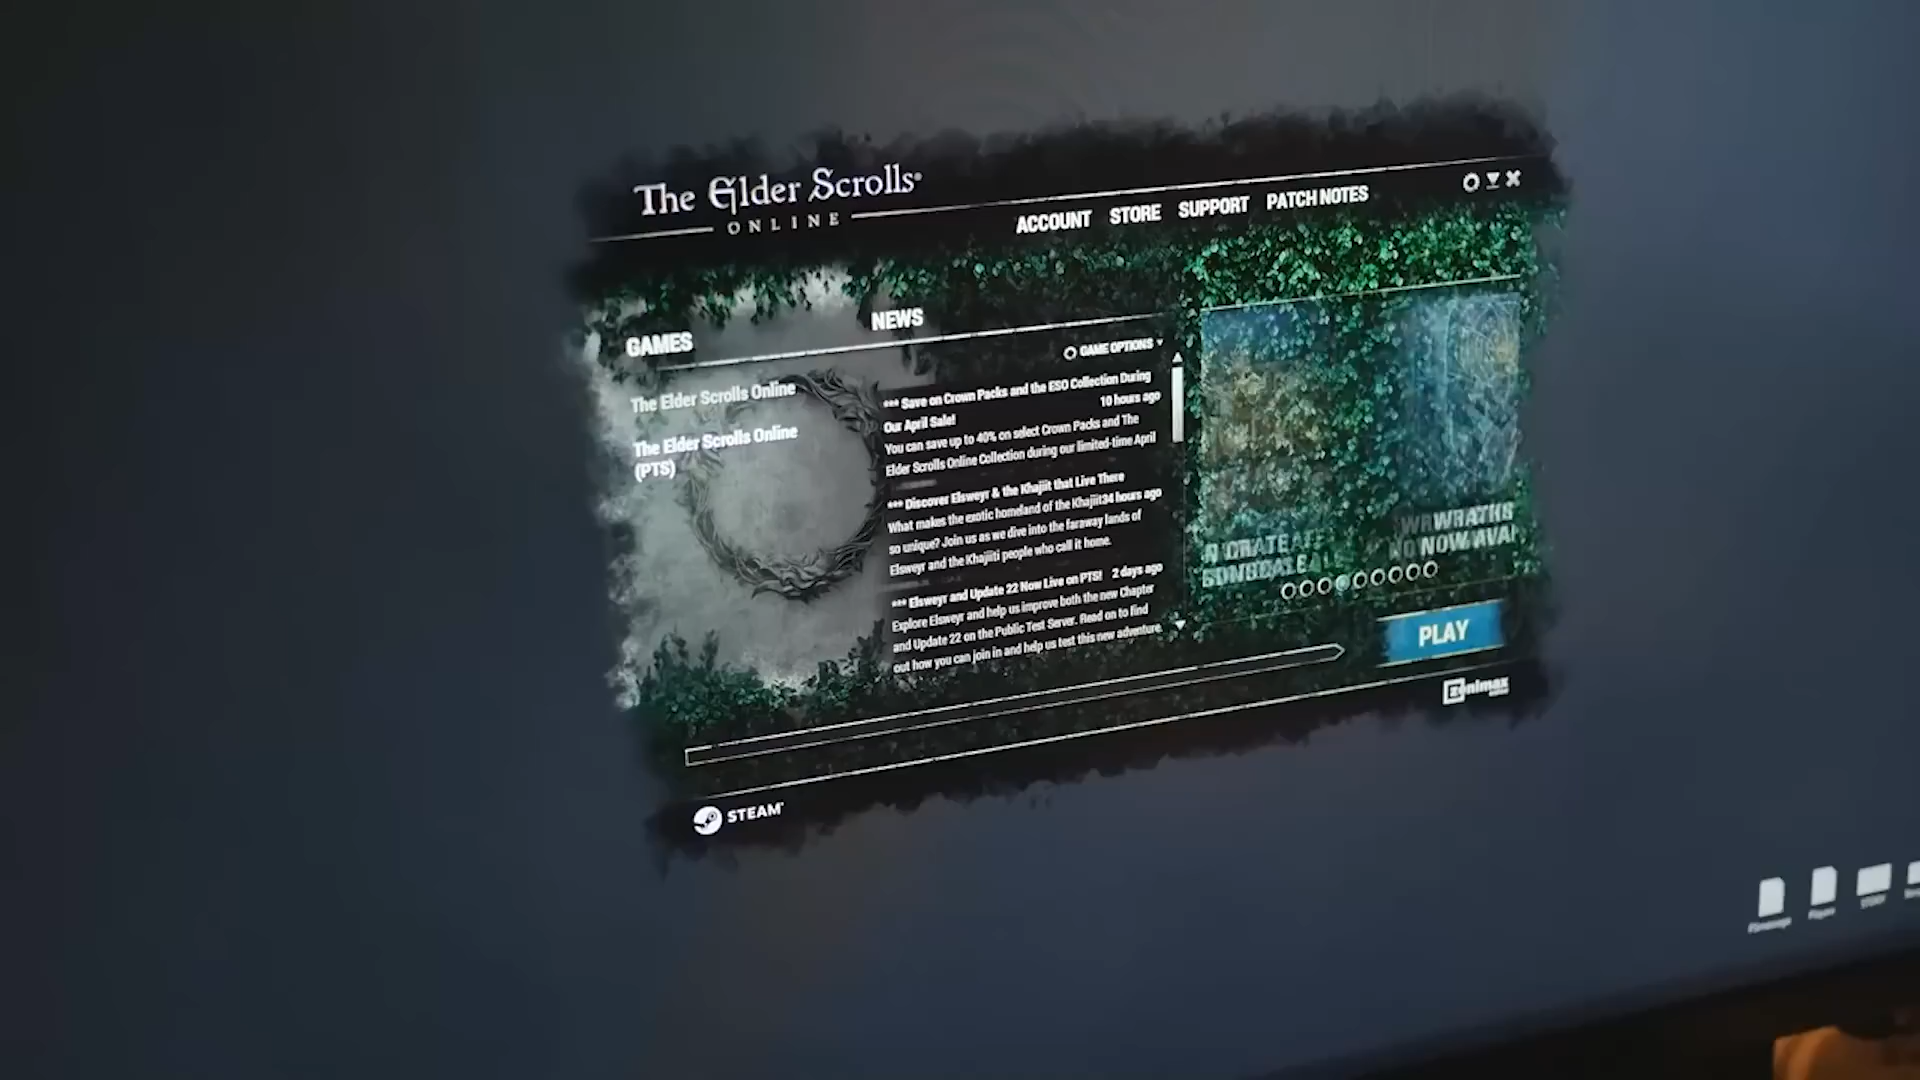 The Elder Scrolls®
ONLINE
ACCOUNT STORE SUPPORT PATCH NOTES
GAMES
The Elder Scrolls Online
The Elder Scrolls Online
(PTS)
NEWS
GAME OPTIONS
*** Save on Crown Packs and the ESO Collection During
Our April Sale! 10 hours ago
You can save up to 40% on select Crown Packs and The
Elder Scrolls Online Collection during our limited-time April
*** Discover Elsweyr & the Khajiit that Live There
What makes the exotic homeland of the Khajiit 34 hours ago
so unique? Join us as we dive into the faraway lands of
Elsweyr and the Khajiiti people who call it home.
*** Elsweyr and Update 22 Now Live on PTS! 2 days ago
Explore Elsweyr and help us improve both the new Chapter
and Update 22 on the Public Test Server. Read on to find
out how you can join in and help us test this new adventure.
PLAY
zenimax
STEAM